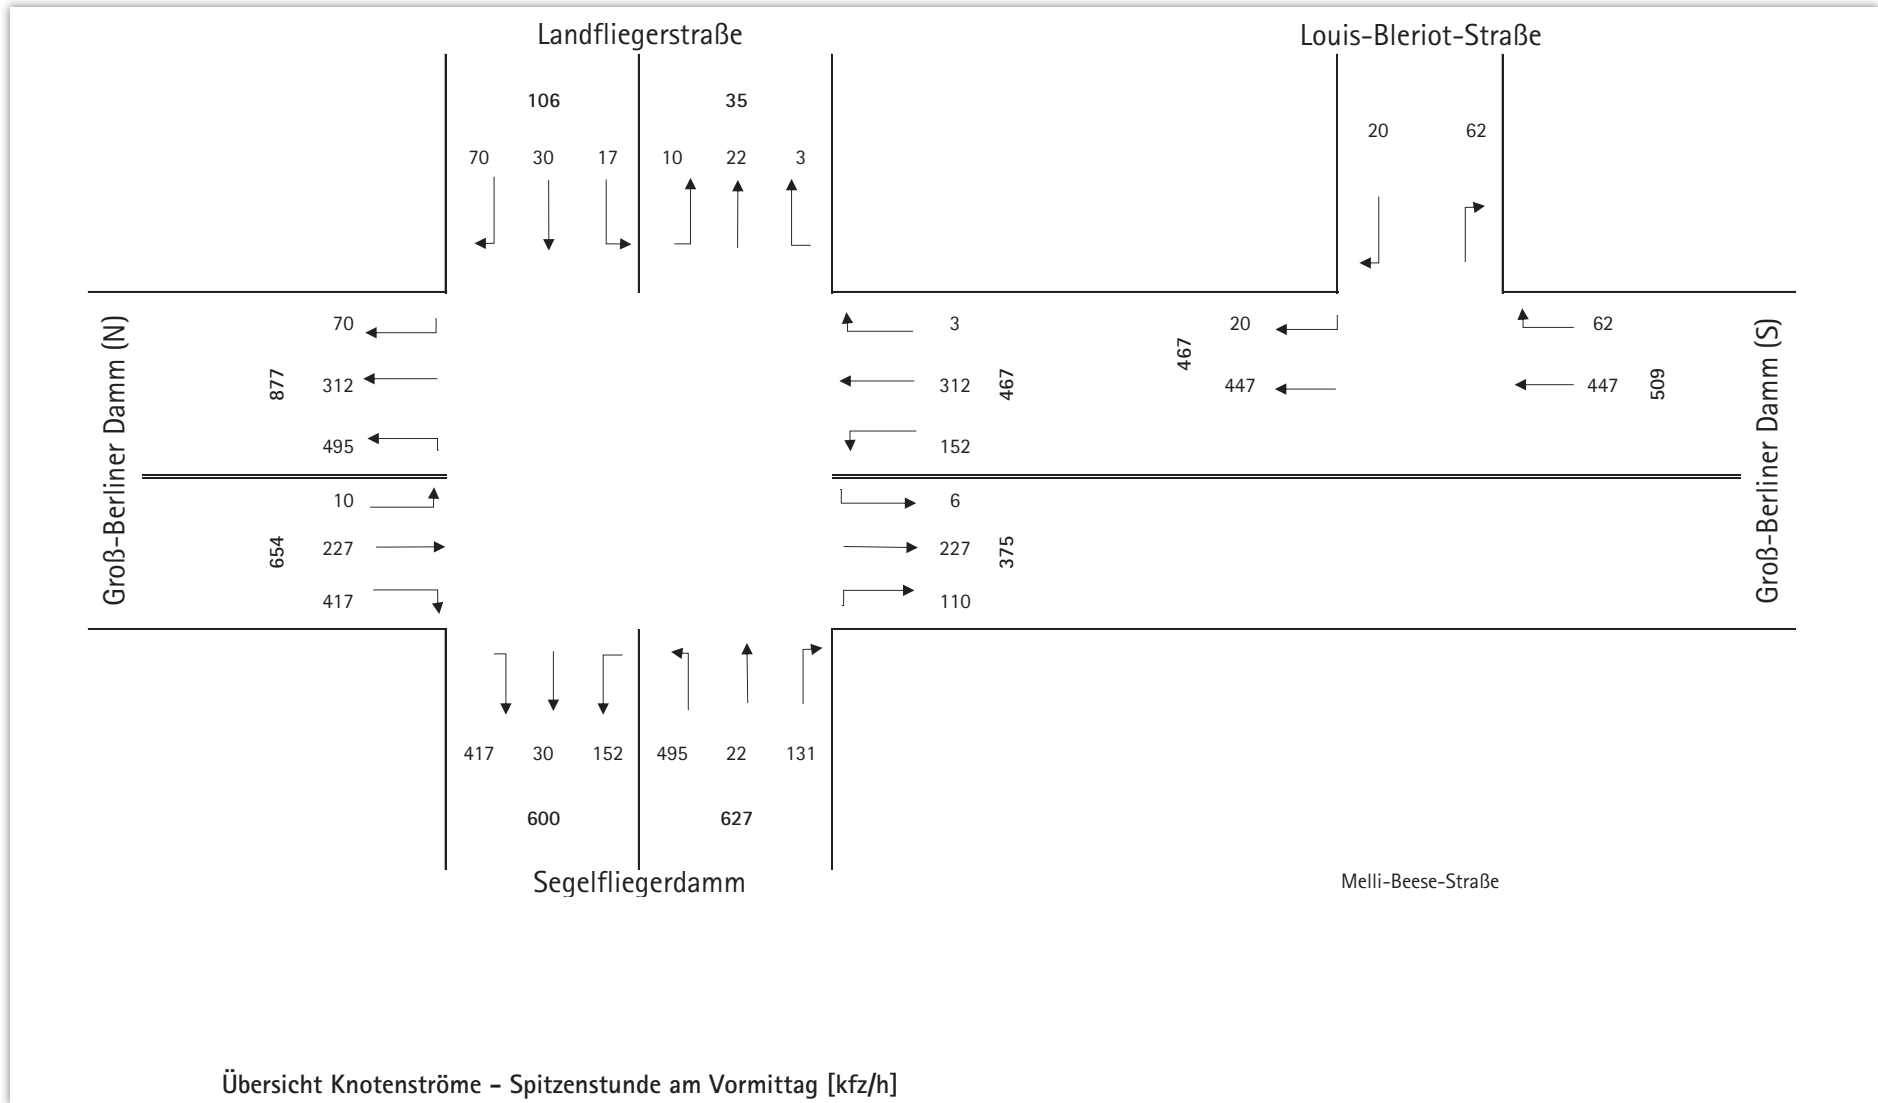 Landfliegerstraße
Louis-Bleriot-Straße
106 35
20 62
70 30 17 10 22 3
Groß-Berliner Damm (N)
Groß-Berliner Damm (S)
70 3 20 62
877 467 467 509
312 312 447 447
495 152
10 6
654 375
227 227
417 110
417 30 152 495 22 131
600 627
Segelfliegerdamm
Melli-Beese-Straße
Übersicht Knotenströme - Spitzenstunde am Vormittag [kfz/h]